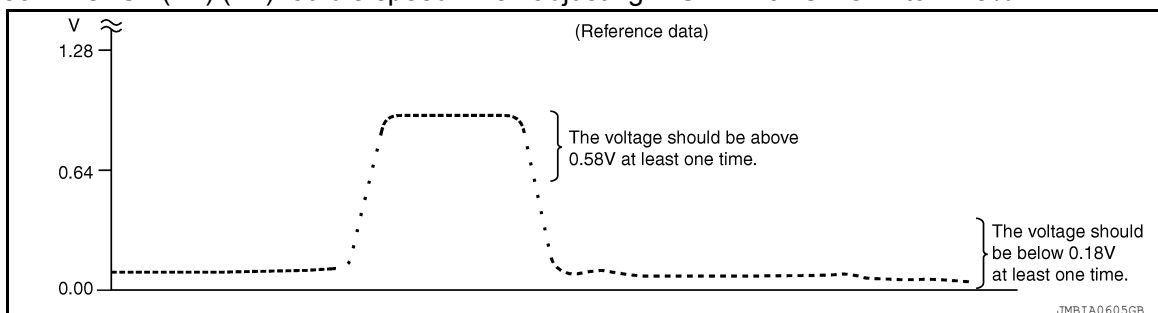 V
(Reference data)
1.28
The voltage should be above
0.58V at least one time.
0.64
The voltage should
be below 0.18V
at least one time.
0.00
JMBIA0605GB